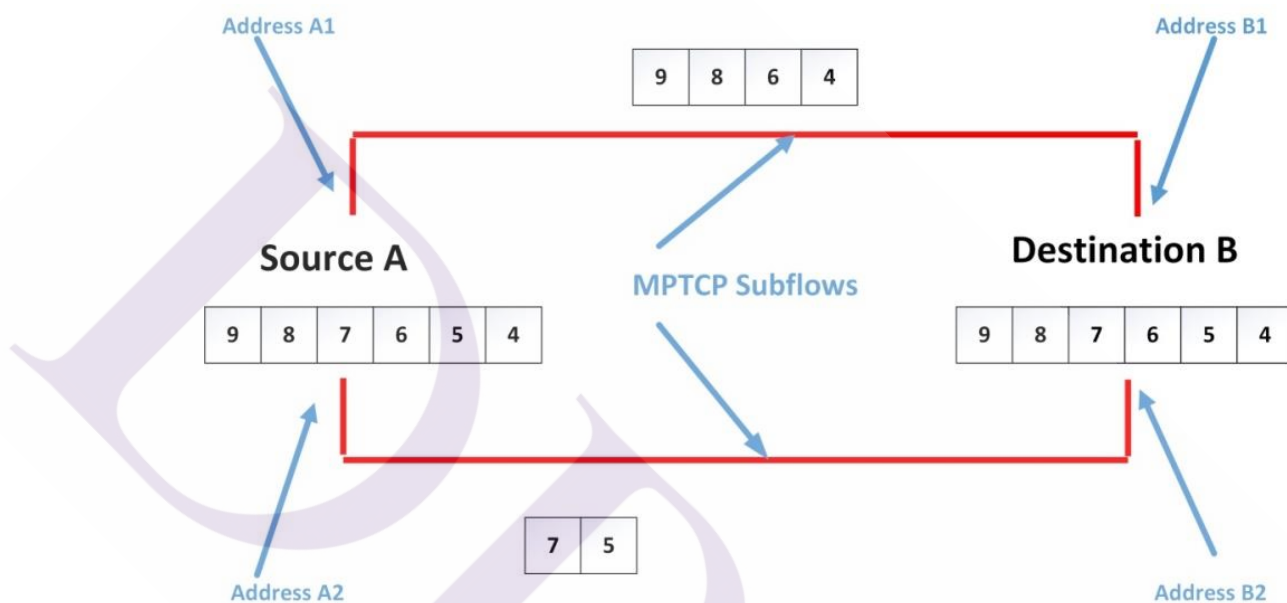 Address A1
Address B1
9 8 6 4
Source A
Destination B
MPTCP Subflows
9 8 7 6 5 4
9 8 7 6 5 4
7 5
Address A2
Address B2